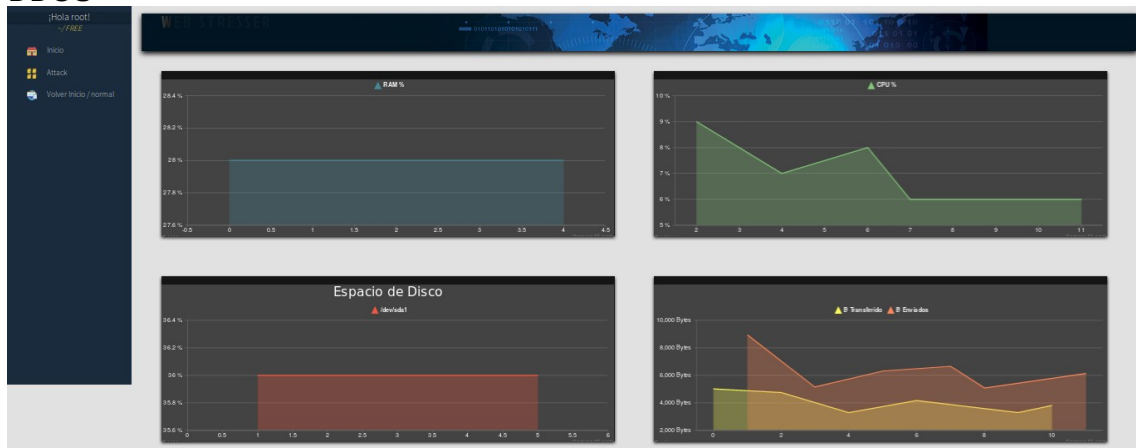 ¡Hola root!
~/FREE
Inicio
Attack
Volver Inicio / normal
WEB STRESSER
RAM %
28.4 %
28.2 %
28 %
27.8 %
27.6 %
-0.5 0 0.5 1 1.5 2 2.5 3 3.5 4 4.5
CPU %
10 %
9 %
8 %
7 %
6 %
5 %
2 3 4 5 6 7 8 9 10 11
Espacio de Disco
/dev/sda1
36.4 %
36.2 %
36 %
35.8 %
35.6 %
0 0.5 1 1.5 2 2.5 3 3.5 4 4.5 5 5.5 6
B Transferido B Enviados
10,000 Bytes
8,000 Bytes
6,000 Bytes
4,000 Bytes
2,000 Bytes
0 2 4 6 8 10